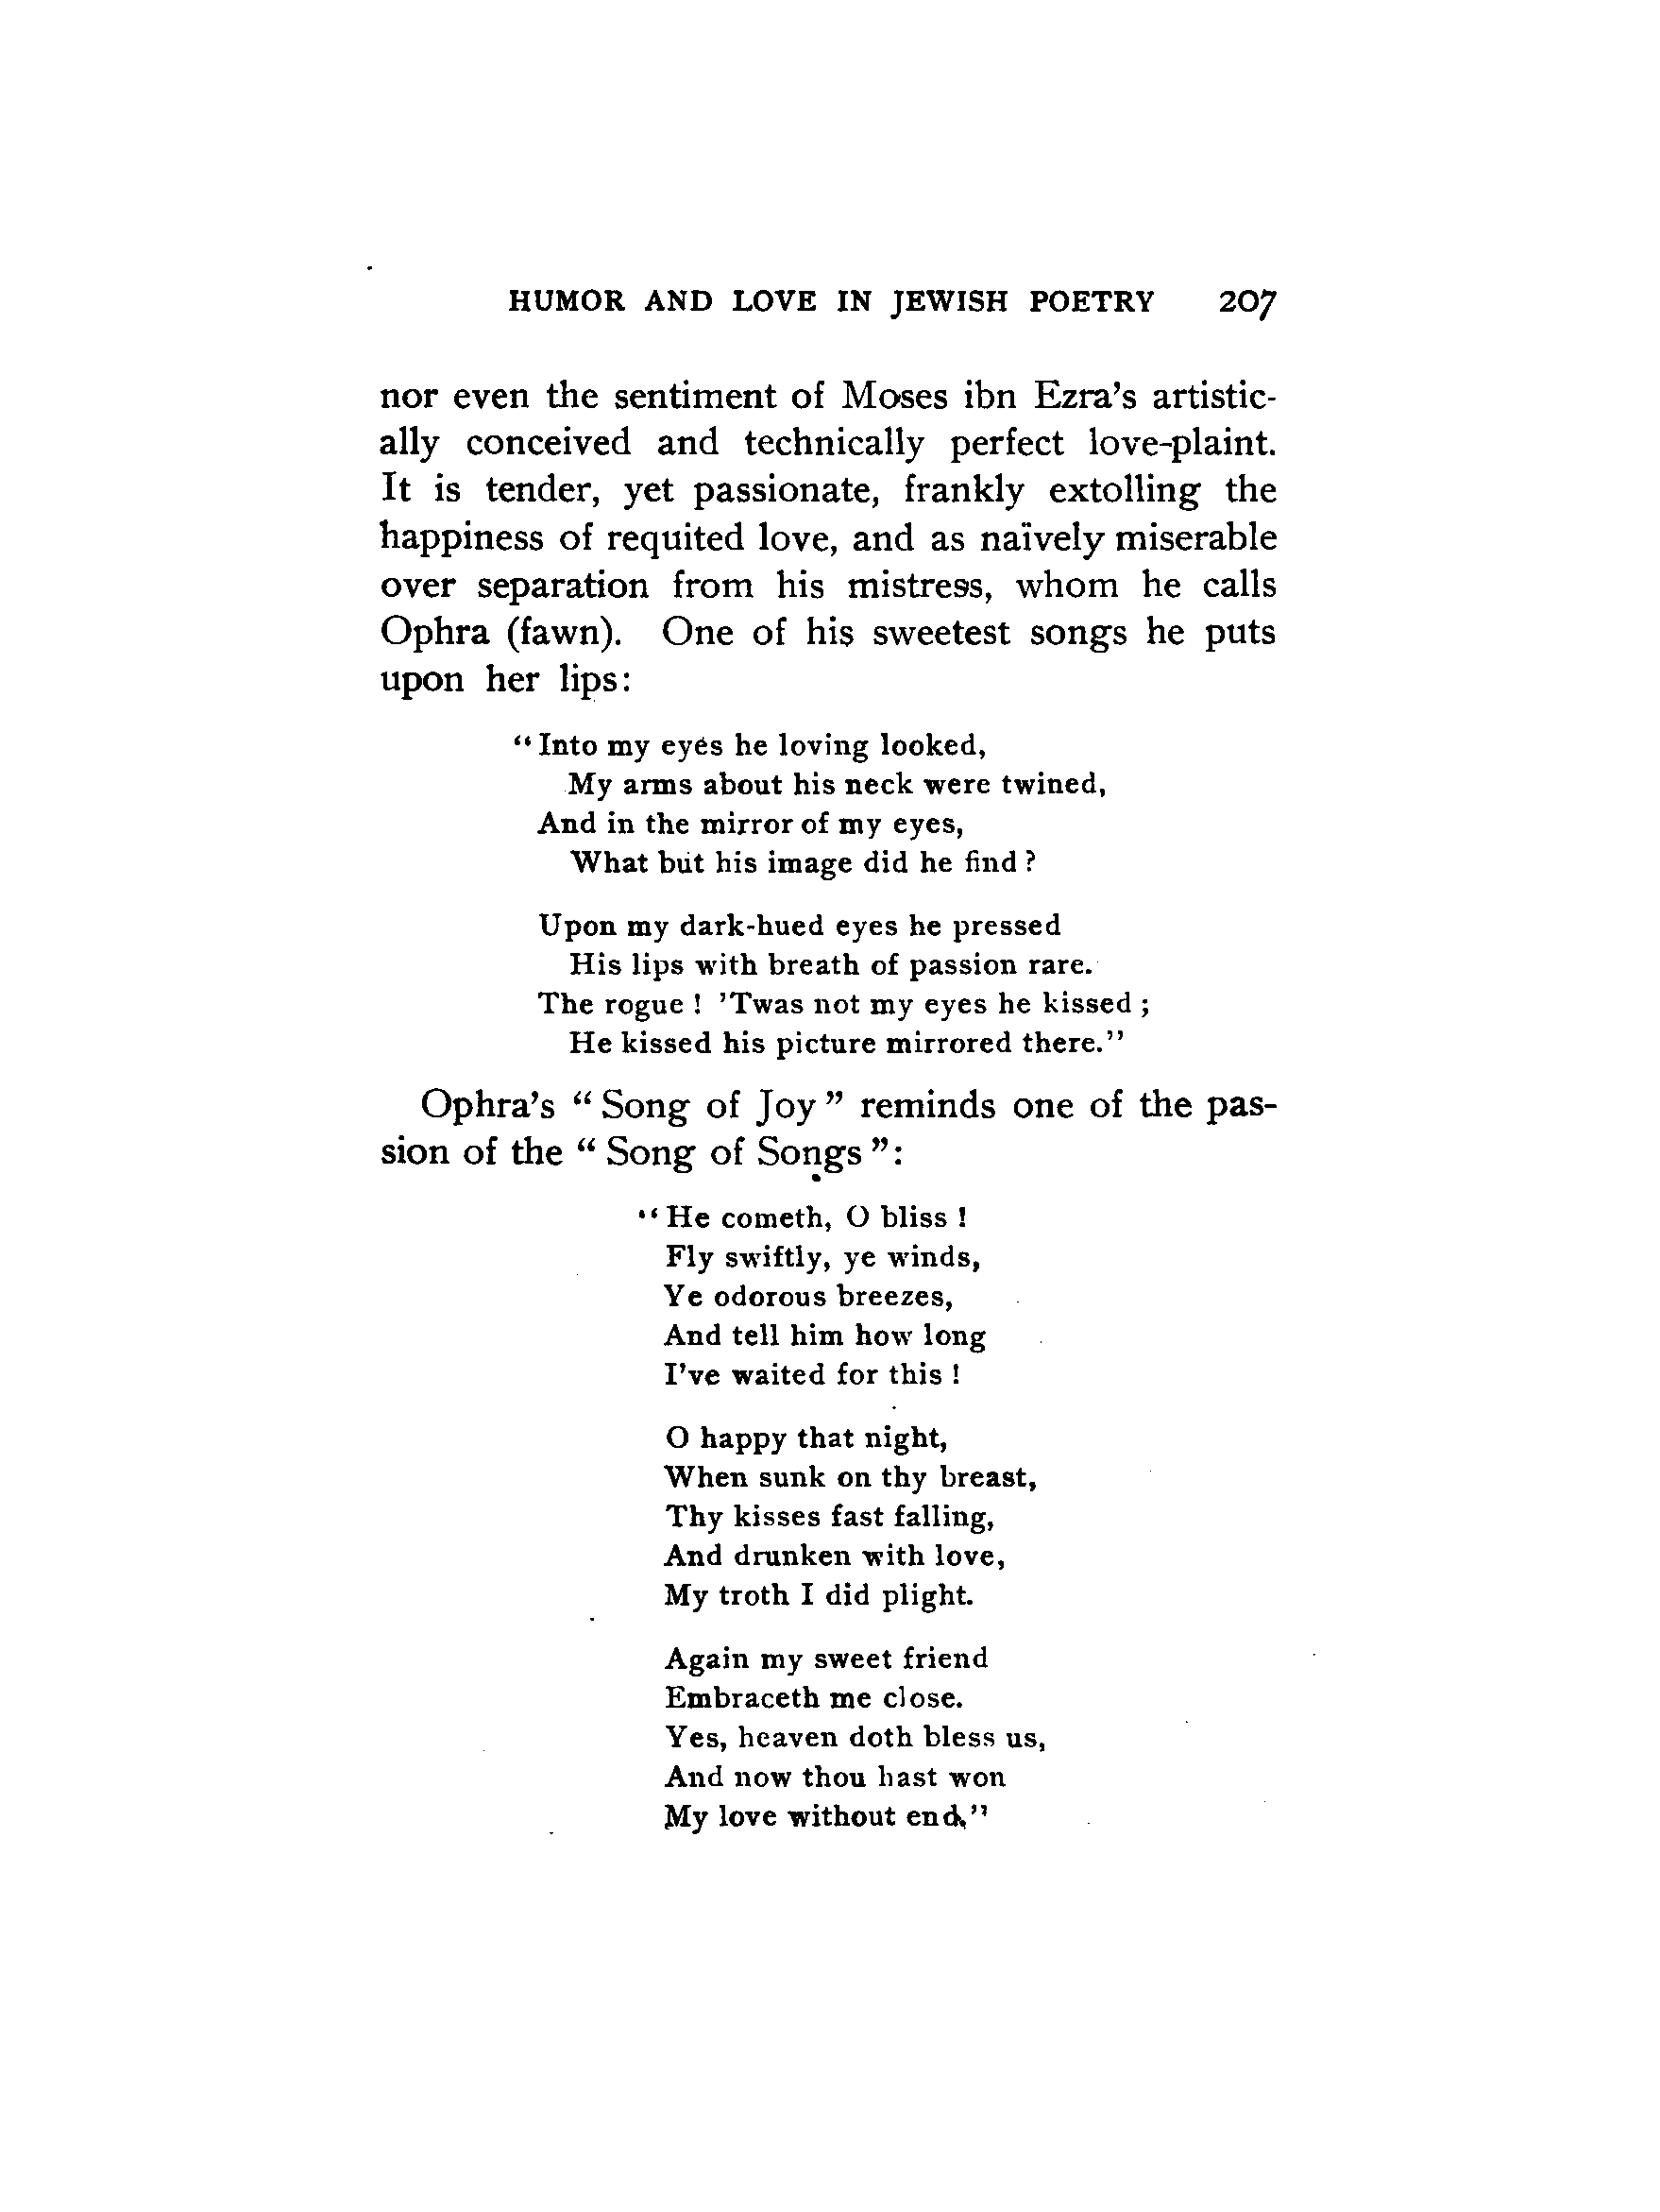 HUMOR AND LOVE IN JEWISH POETRY 207
nor even the sentiment of Moses ibn Ezra's artistic-
ally conceived and technically perfect love-plaint.
It is tender, yet passionate, frankly extolling the
happiness of requited love, and as naïvely miserable
over separation from his mistress, whom he calls
Ophra (fawn). One of his sweetest songs he puts
upon her lips:
"Into my eyes he loving looked,
My arms about his neck were twined,
And in the mirror of my eyes,
What but his image did he find?
Upon my dark-hued eyes he pressed
His lips with breath of passion rare.
The rogue! 'Twas not my eyes he kissed;
He kissed his picture mirrored there."
Ophra's "Song of Joy" reminds one of the pas-
sion of the "Song of Songs":
"He cometh, O bliss!
Fly swiftly, ye winds,
Ye odorous breezes,
And tell him how long
I've waited for this!
O happy that night,
When sunk on thy breast,
Thy kisses fast falling,
And drunken with love,
My troth I did plight.
Again my sweet friend
Embraceth me close.
Yes, heaven doth bless us,
And now thou hast won
My love without end."